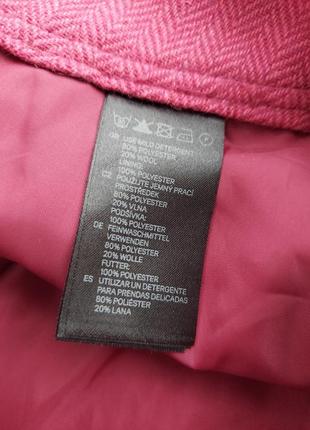 GB USE MILD DETERGENT
80% POLYESTER
20% WOOL
LINING:
100% POLYESTER
CZ POUŽIJTE JEMNÝ PRACÍ
PROSTŘEDEK
80% POLYESTER
20% VLNA
PODŠÍVKA:
100% POLYESTER
DE FEINWASCHMITTEL
VERWENDEN
80% POLYESTER
20% WOLLE
FUTTER:
100% POLYESTER
ES UTILIZAR UN DETERGENTE
PARA PRENDAS DELICADAS
80% POLIÉSTER
20% LANA